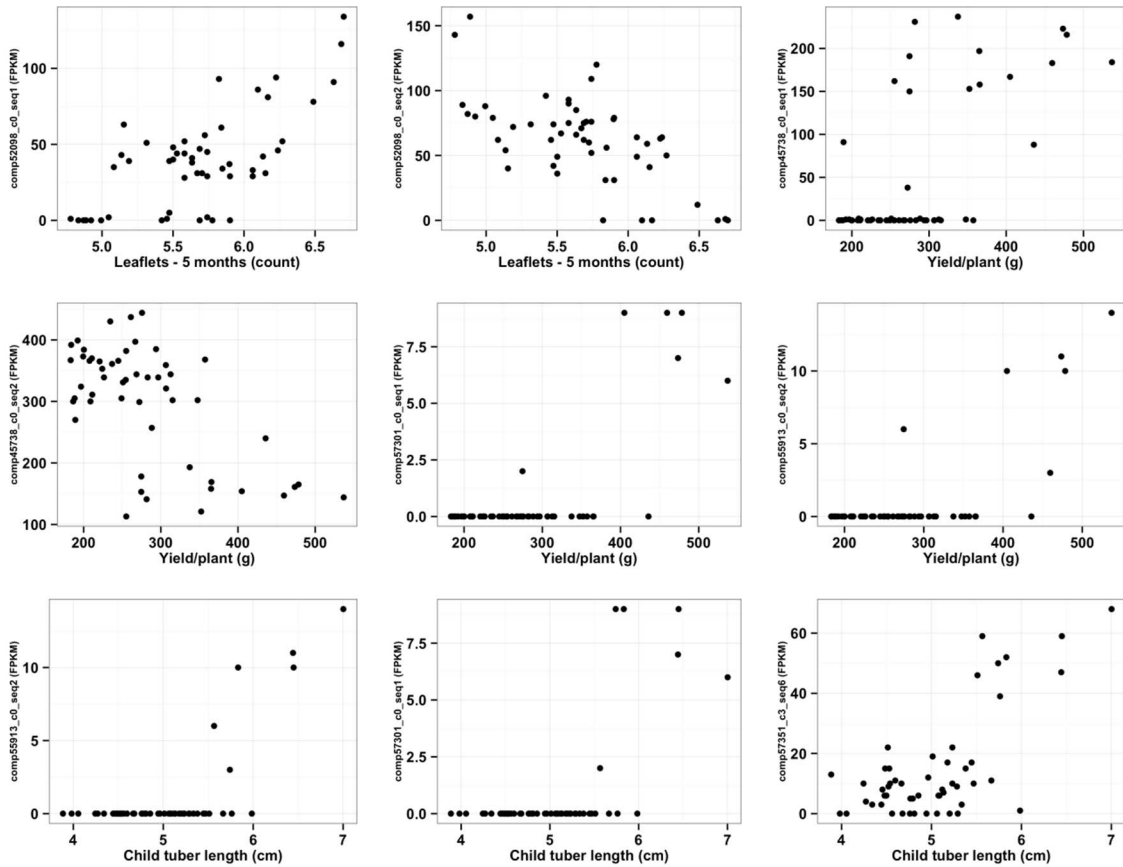 comp52098_c0_seq1 (FPKM)
100
50
0
5.0 5.5 6.0 6.5
Leaflets - 5 months (count)
comp52098_c0_seq2 (FPKM)
150
100
50
0
5.0 5.5 6.0 6.5
Leaflets - 5 months (count)
comp45738_c0_seq1 (FPKM)
250
200
150
100
50
0
200 300 400 500
Yield/plant (g)
comp45738_c0_seq2 (FPKM)
400
300
200
100
200 300 400 500
Yield/plant (g)
comp57301_c0_seq1 (FPKM)
7.5
5.0
2.5
0.0
200 300 400 500
Yield/plant (g)
comp55913_c0_seq2 (FPKM)
10
5
0
200 300 400 500
Yield/plant (g)
comp55913_c0_seq2 (FPKM)
10
5
0
4 5 6 7
Child tuber length (cm)
comp57301_c0_seq1 (FPKM)
7.5
5.0
2.5
0.0
4 5 6 7
Child tuber length (cm)
comp57351_c3_seq6 (FPKM)
60
40
20
0
4 5 6 7
Child tuber length (cm)